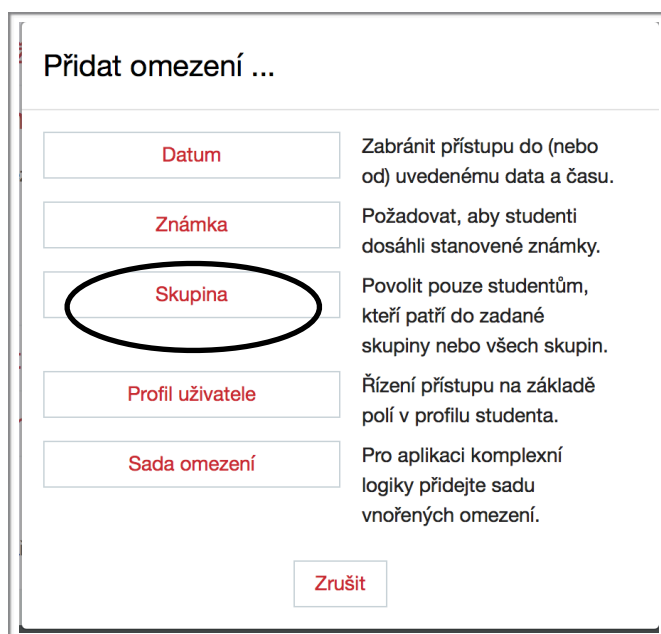 Přidat omezení ...
Datum
Zabránit přístupu do (nebo
od) uvedenému data a času.
Známka
Požadovat, aby studenti
dosáhli stanovené známky.
Skupina
Povolit pouze studentům,
kteří patří do zadané
skupiny nebo všech skupin.
Profil uživatele
Řízení přístupu na základě
polí v profilu studenta.
Sada omezení
Pro aplikaci komplexní
logiky přidejte sadu
vnořených omezení.
Zrušit